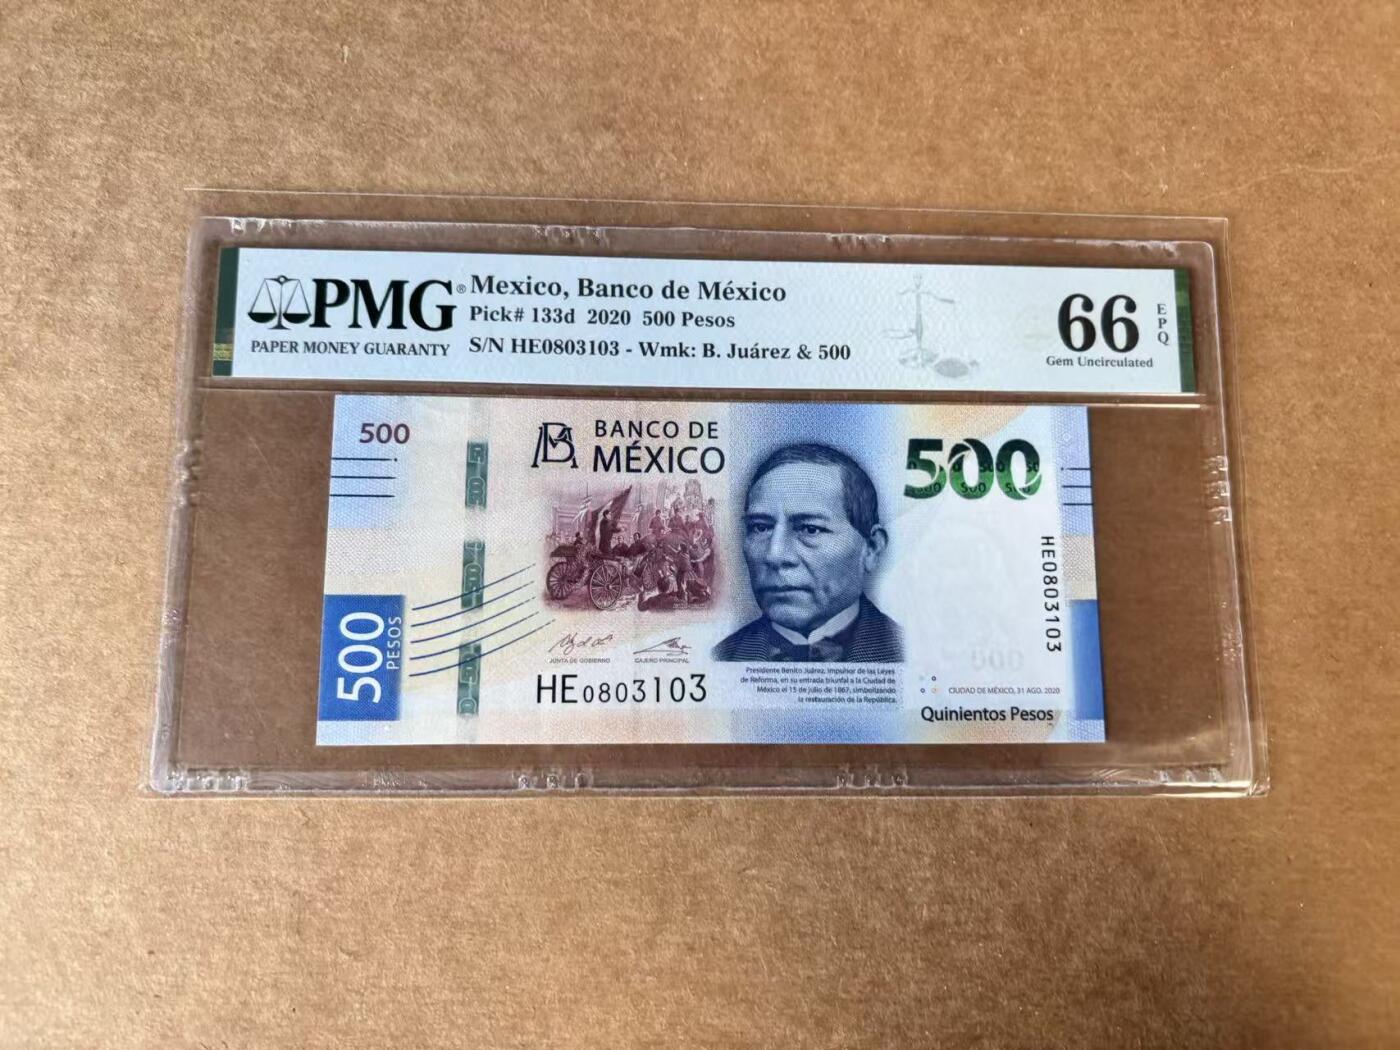 PMG®
PAPER MONEY GUARANTY
Mexico, Banco de México
Pick# 133d 2020 500 Pesos
S/N HE0803103 - Wmk: B. Juárez & 500
66
EPQ
Gem Uncirculated
500
BANCO DE
MÉXICO
500
HE0803103
500
PESOS
JUNTA DE GOBIERNO
CAJERO PRINCIPAL
HE0803103
Presidente Benito Juárez, impulsor de las Leyes
de Reforma, en su entrada triunfal a la Ciudad de
México el 15 de julio de 1867, simbolizando
la restauración de la República.
CIUDAD DE MÉXICO, 31 AGO. 2020
Quinientos Pesos